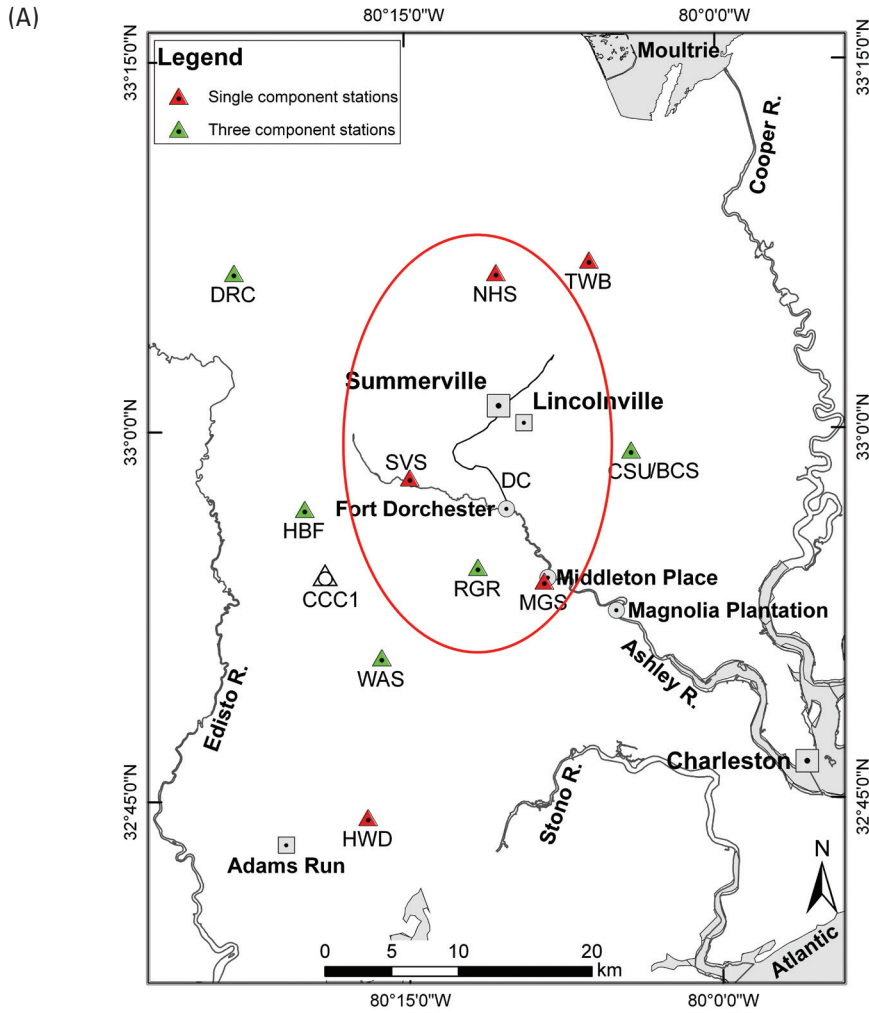 (A)
80°15'0"W
80°0'0"W
33°15'0"N
33°15'0"N
Legend
Single component stations
Three component stations
Moultrie
Cooper R.
DRC
NHS
TWB
Summerville
Lincolnville
33°0'0"N
33°0'0"N
SVS
CSU/BCS
DC
HBF
Fort Dorchester
CCC1
RGR
MGS
Middleton Place
Magnolia Plantation
WAS
Ashley R.
Edisto R.
Charleston
Stono R.
32°45'0"N
32°45'0"N
HWD
Adams Run
N
Atlantic
0 5 10 20
km
80°15'0"W
80°0'0"W